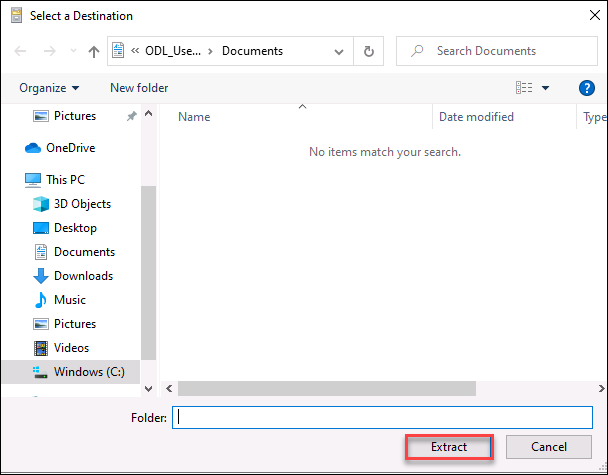 Select a Destination
« ODL_Use... > Documents
Search Documents
Organize
New folder
?
Pictures
OneDrive
This PC
3D Objects
Desktop
Documents
Downloads
Music
Pictures
Videos
Windows (C:)
Name
Date modified
Type
No items match your search.
Folder:
Extract
Cancel